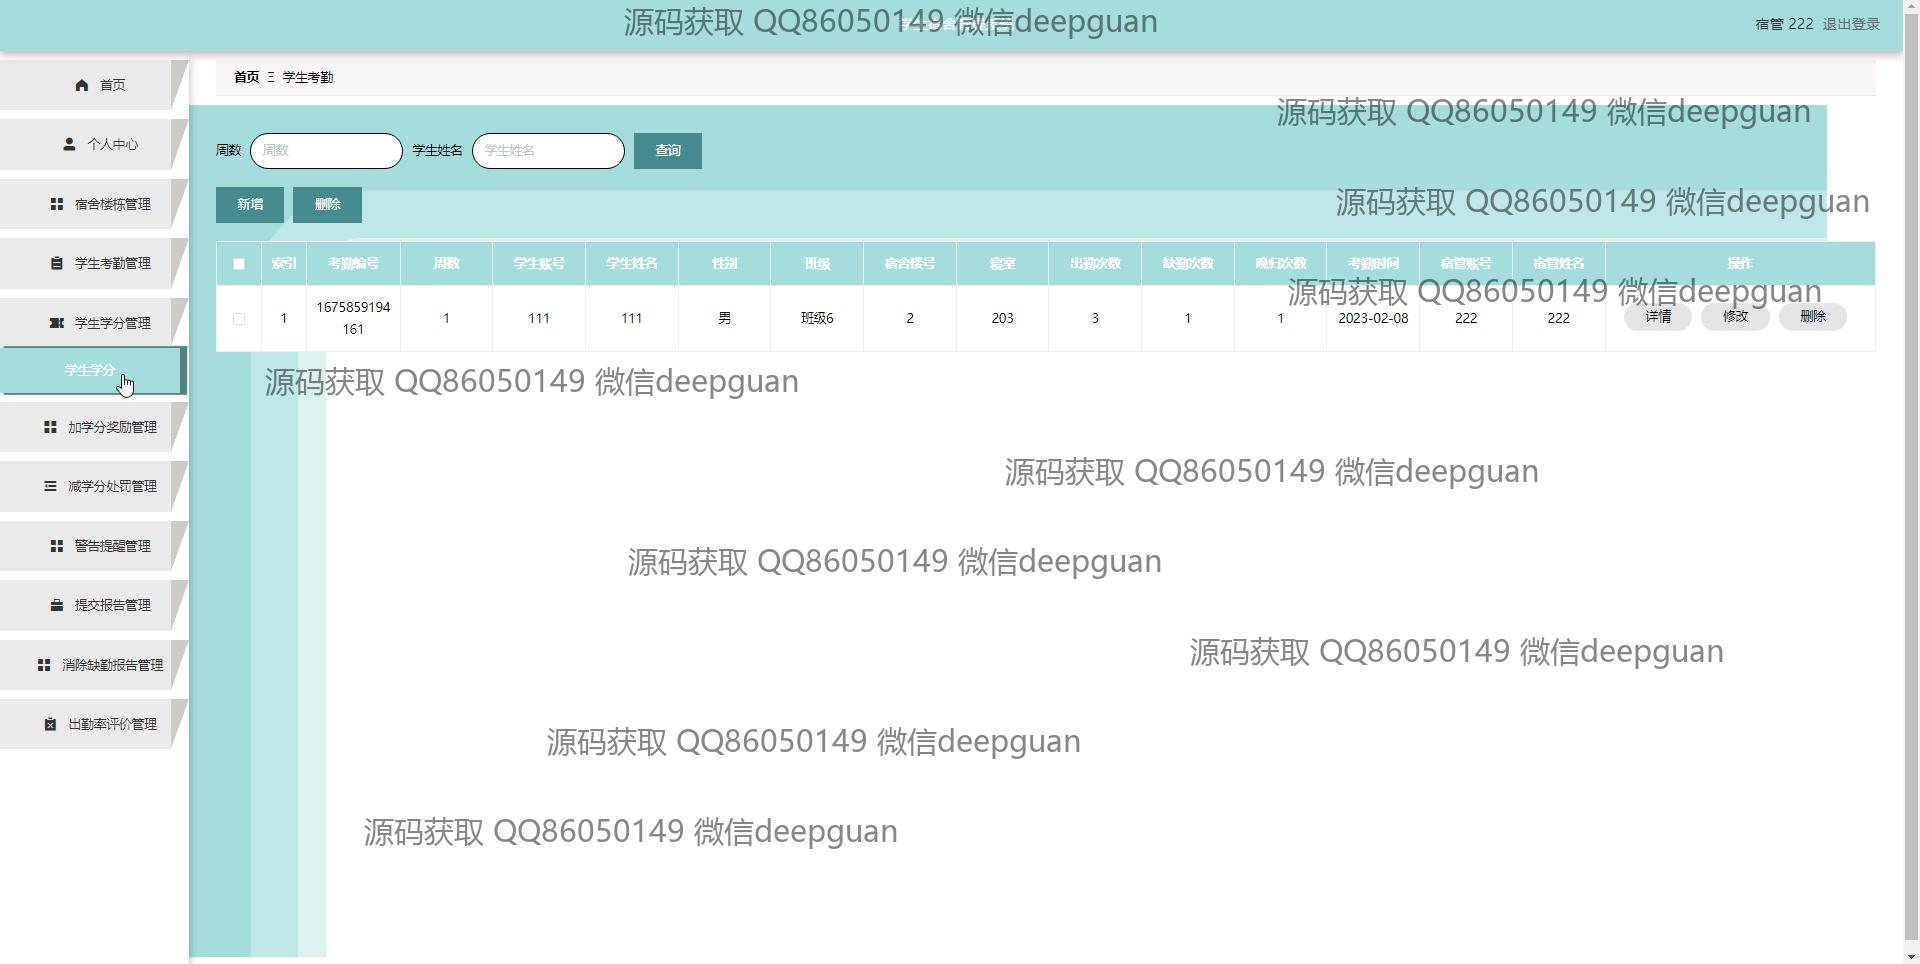 源码获取 QQ86050149 微信deepguan
宿管 222 退出登录
首页
个人中心
宿舍楼栋管理
学生考勤管理
学生学分管理
学生学分
加学分奖励管理
减学分处罚管理
警告提醒管理
提交报告管理
消除缺勤报告管理
出勤率评价管理
首页 Ξ 学生考勤
源码获取 QQ86050149 微信deepguan
周数 周数 学生姓名 学生姓名 查询
源码获取 QQ86050149 微信deepguan
新增 删除
索引 考勤编号 周数 学生账号 学生姓名 性别 班级 宿舍楼号 寝室 出勤次数 缺勤次数 晚归次数 考勤时间 宿管账号 宿管姓名 操作
源码获取 QQ86050149 微信deepguan
1 1675859194161 1 111 111 男 班级6 2 203 3 1 1 2023-02-08 222 222 详情 修改 删除
源码获取 QQ86050149 微信deepguan
源码获取 QQ86050149 微信deepguan
源码获取 QQ86050149 微信deepguan
源码获取 QQ86050149 微信deepguan
源码获取 QQ86050149 微信deepguan
源码获取 QQ86050149 微信deepguan